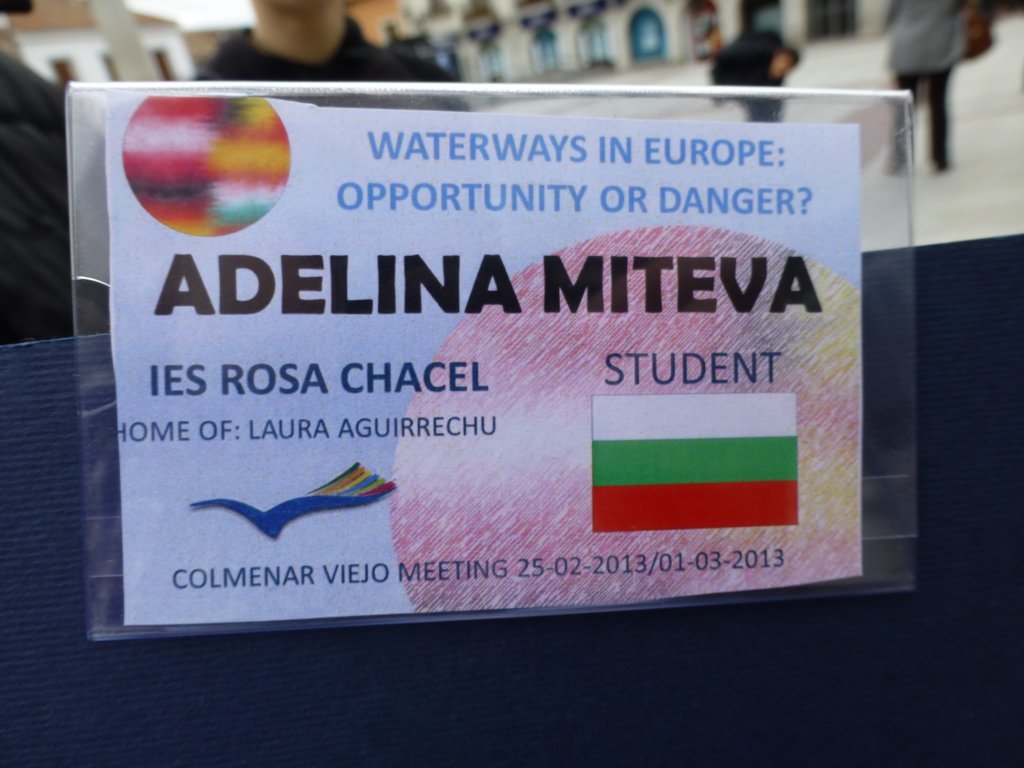 WATERWAYS IN EUROPE:
OPPORTUNITY OR DANGER?
ADELINA MITEVA
IES ROSA CHACEL
STUDENT
HOME OF: LAURA AGUIRRECHU
COLMENAR VIEJO MEETING 25-02-2013/01-03-2013